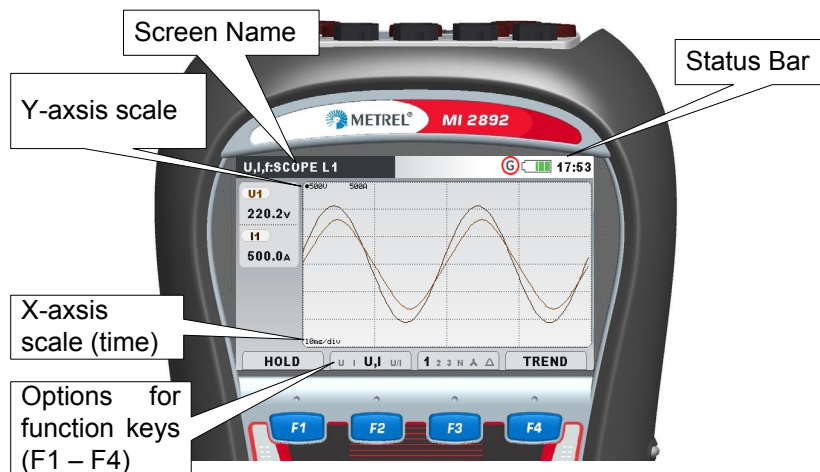 Screen Name
Status Bar
Y-axsis scale
METREL® MI 2892
U,I,f:SCOPE L1
G 17:53
500V 500A
U1
220.2V
I1
500.0A
X-axsis
scale (time)
10ms/div
HOLD U I U,I U/I 1 2 3 N TREND
Options for
function keys
(F1 – F4)
F1 F2 F3 F4